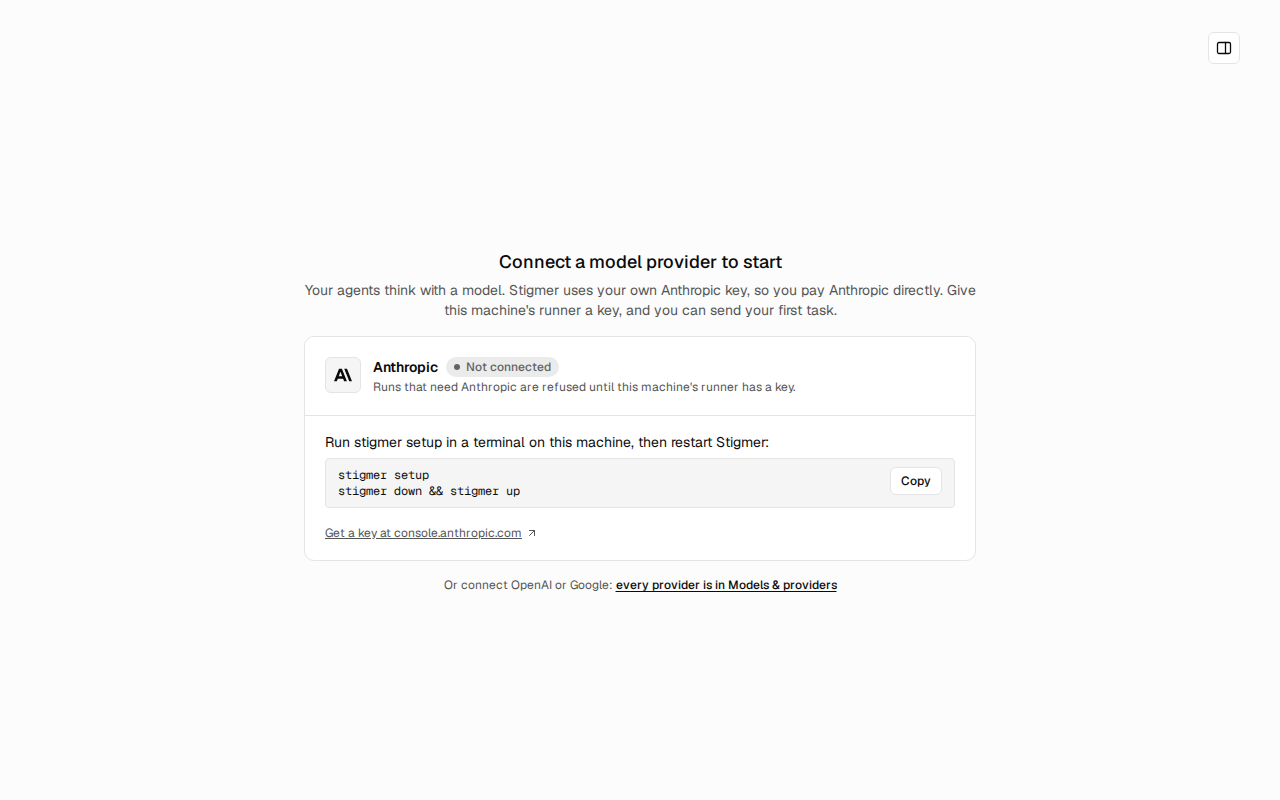 Connect a model provider to start
Your agents think with a model. Stigmer uses your own Anthropic key, so you pay Anthropic directly. Give
this machine's runner a key, and you can send your first task.
Anthropic
Not connected
Runs that need Anthropic are refused until this machine's runner has a key.
Run stigmer setup in a terminal on this machine, then restart Stigmer:
stigmer setup
stigmer down && stigmer up
Copy
Get a key at console.anthropic.com
Or connect OpenAI or Google: every provider is in Models & providers